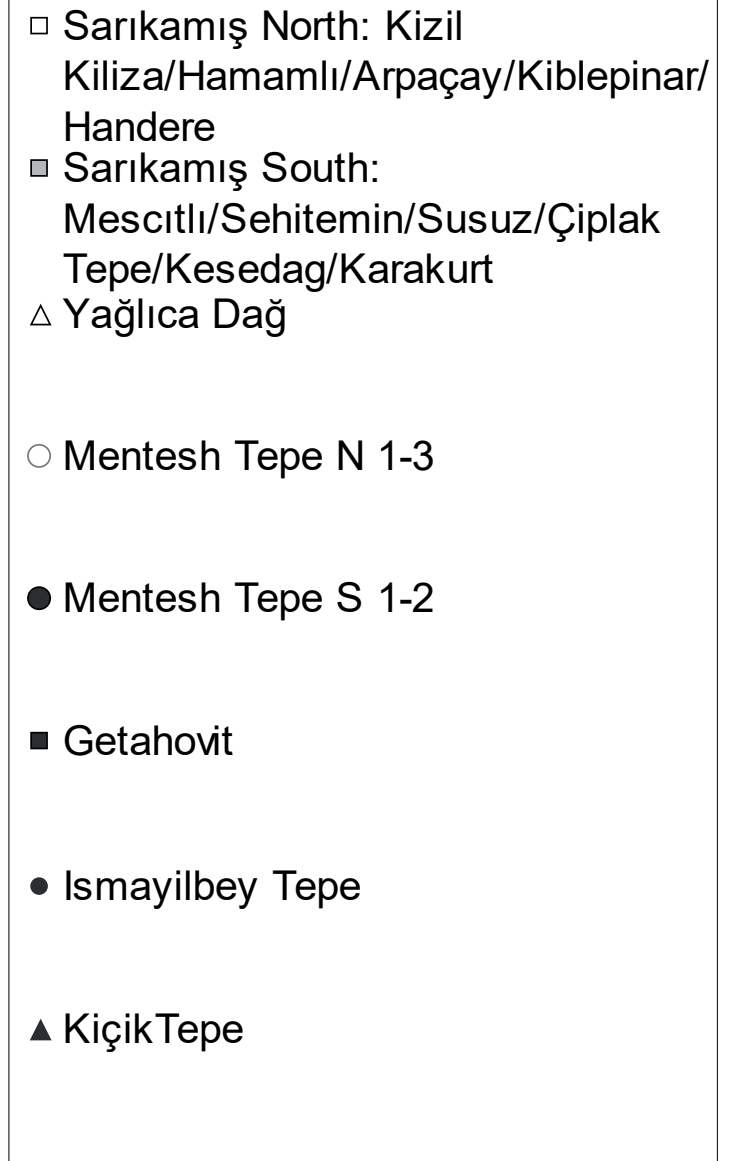 Sarıkamış North: Kizil
Kiliza/Hamamlı/Arpaçay/Kiblepinar/
Handere
Sarıkamış South:
Mescıtlı/Sehitemin/Susuz/Çiplak
Tepe/Kesedag/Karakurt
Yağlıca Dağ
Mentesh Tepe N 1-3
Mentesh Tepe S 1-2
Getahovit
Ismayilbey Tepe
KiçikTepe